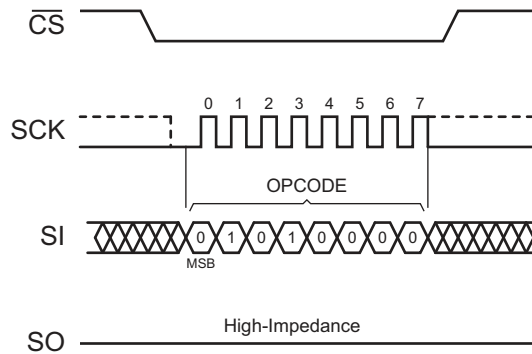 CS
0 1 2 3 4 5 6 7
SCK
OPCODE
SI
0 1 0 1 0 0 0 0
MSB
High-Impedance
SO